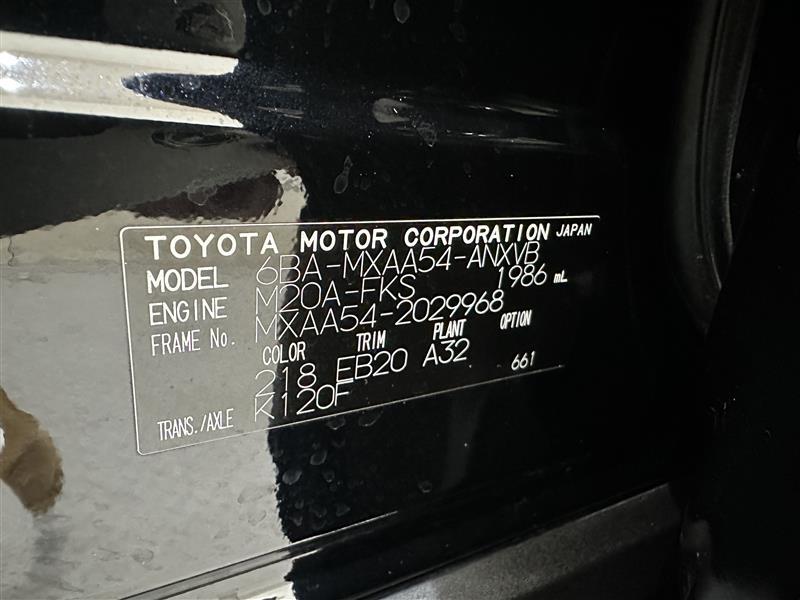 TOYOTA MOTOR CORPORATION JAPAN
MODEL 6BA-MXAA54-ANXVB
ENGINE M20A-FKS 1986 mL
FRAME No. MXAA54-2029968
COLOR TRIM PLANT OPTION
218 EB20 A32 661
TRANS./AXLE K120F